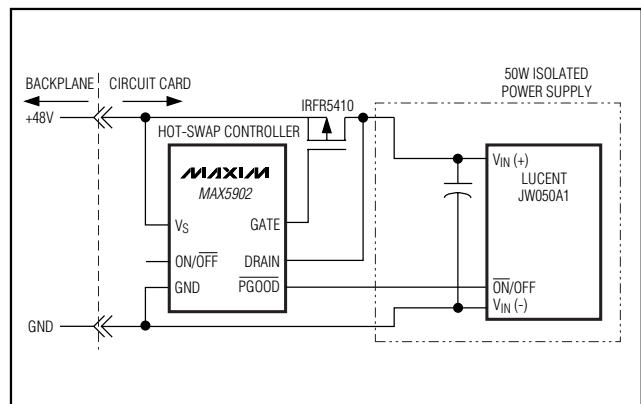 BACKPLANE
CIRCUIT CARD
+48V
50W ISOLATED
POWER SUPPLY
IRFR5410
HOT-SWAP CONTROLLER
MAXIM
MAX5902
VS
GATE
ON/OFF
DRAIN
GND
PGOOD
GND
VIN (+)
LUCENT
JW050A1
ON/OFF
VIN (-)